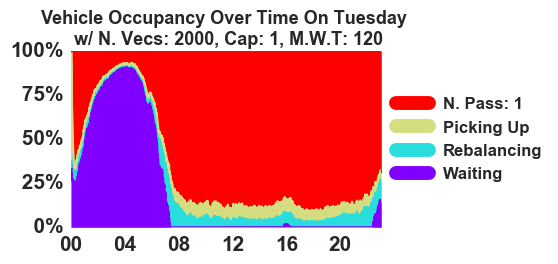 Vehicle Occupancy Over Time On Tuesday
w/ N. Vecs: 2000, Cap: 1, M.W.T: 120
100%
75%
50%
25%
0%
00 04 08 12 16 20
N. Pass: 1
Picking Up
Rebalancing
Waiting